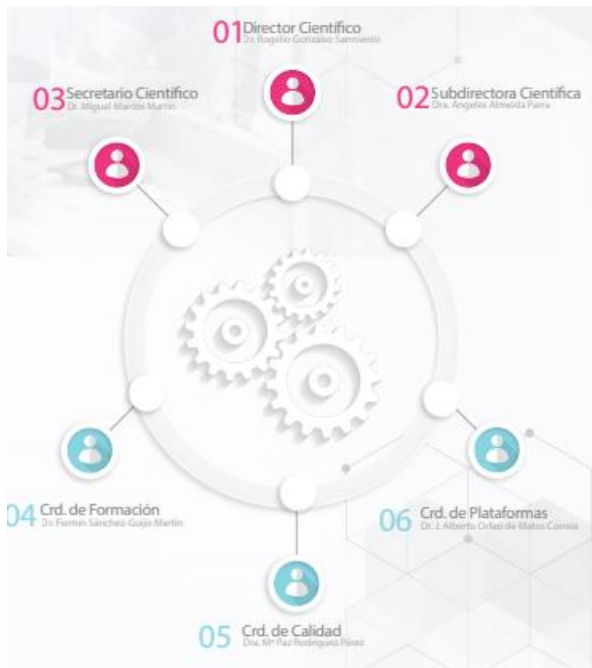 01 Director Científico
Dr. Rogelio González Sarmiento
03 Secretario Científico
Dr. Miguel Marcos Martín
02 Subdirectora Científica
Dra. Ángeles Almeida Parra
04 Crd. de Formación
Dr. Fermín Sánchez-Guijo Martín
06 Crd. de Plataformas
Dr. J. Alberto Orfao de Matos Correia
05 Crd. de Calidad
Dra. Mª Paz Rodríguez Pérez